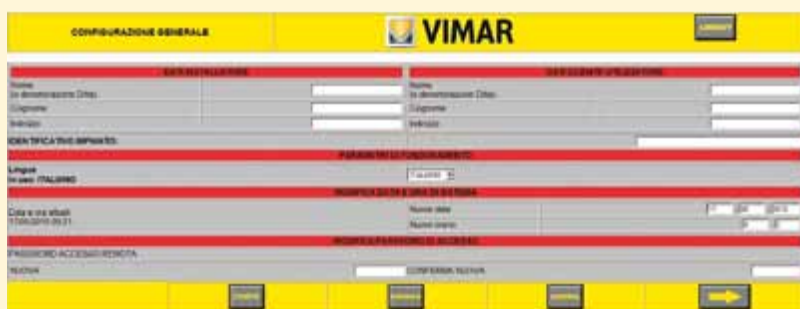 CONFIGURAZIONE GENERALE
VIMAR
DATI INSTALLATORE
DATI CLIENTE UTILIZZATORE
Nome
(o denominazione Ditta)
Nome
(o denominazione Ditta)
Cognome
Cognome
Indirizzo
Indirizzo
IDENTIFICATIVO IMPIANTO:
PARAMETRI DI FUNZIONAMENTO
Lingua
in uso: ITALIANO
ITALIANO
MODIFICA DATA E ORA DI SISTEMA
Data e ora attuali
Nuova data
Nuovo orario
MODIFICA PASSWORD DI ACCESSO
PASSWORD ACCESSO REMOTA
NUOVA
CONFERMA NUOVA